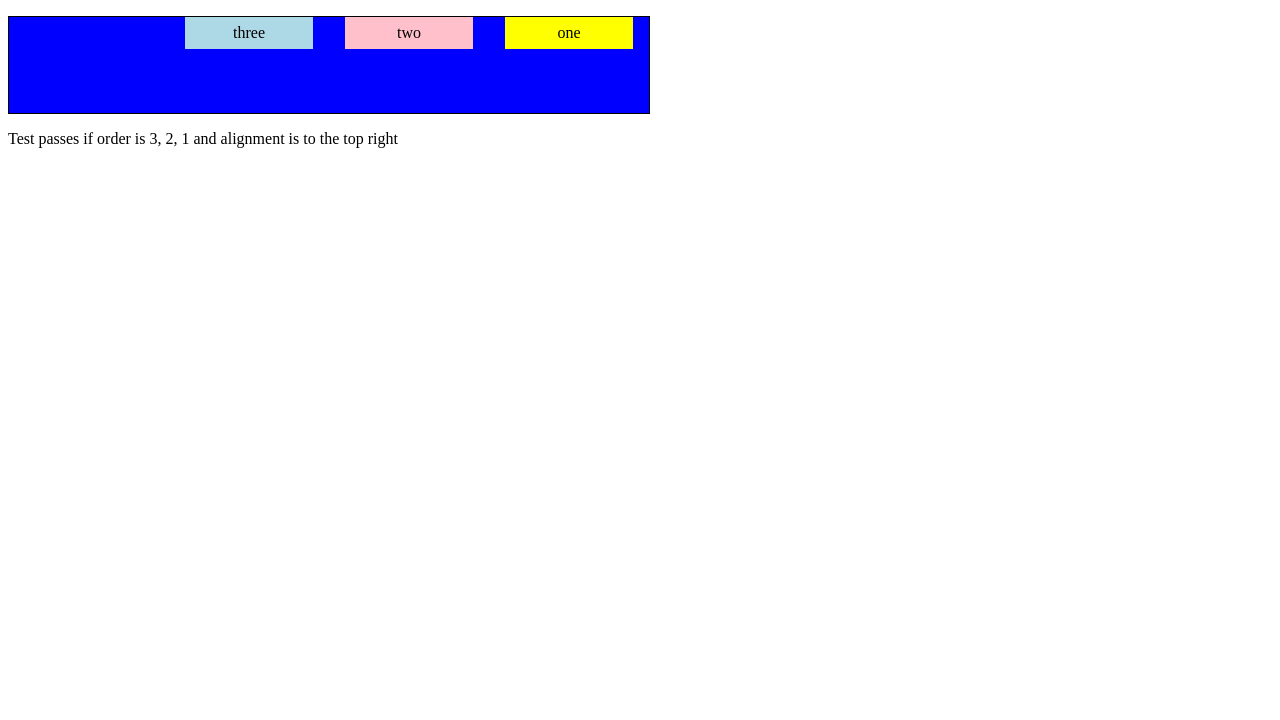 three two one
Test passes if order is 3, 2, 1 and alignment is to the top right